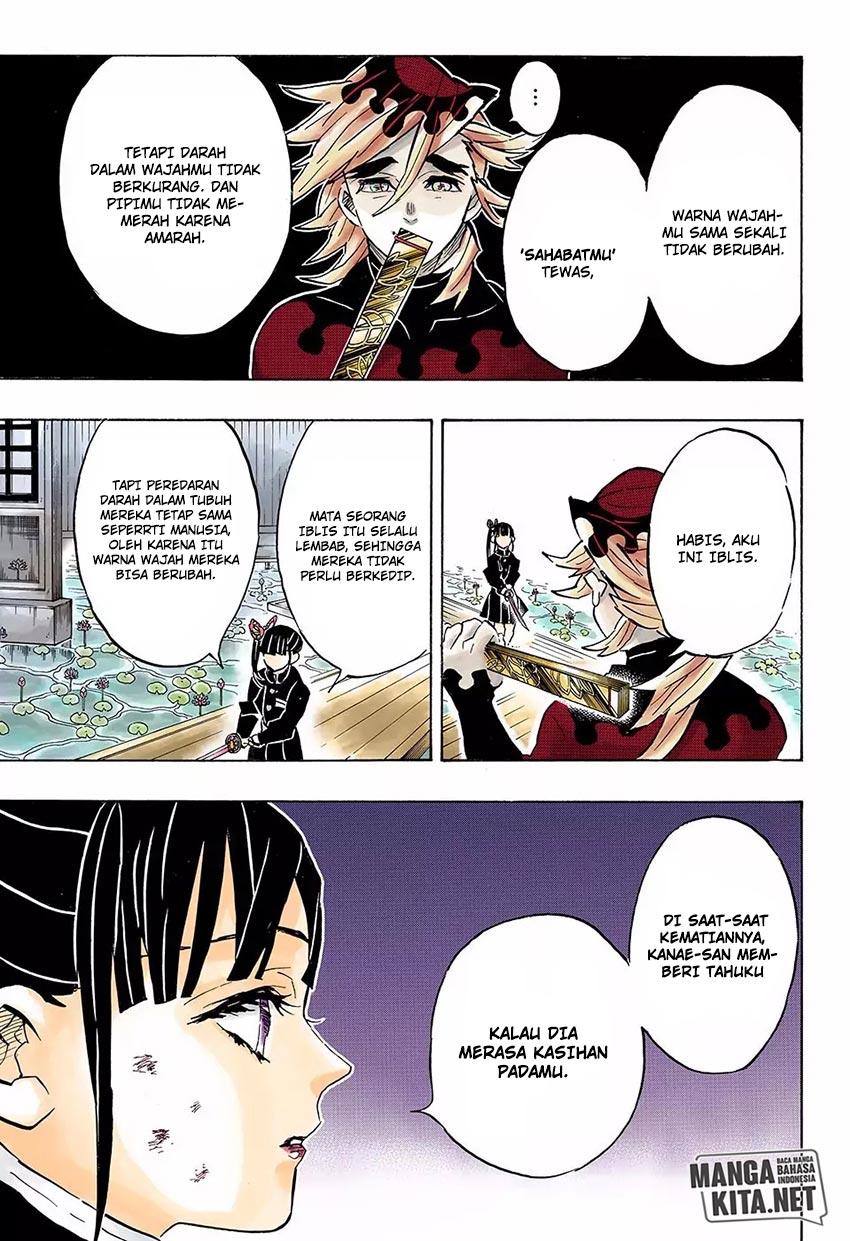 WARNA WAJAH-
MU SAMA SEKALI
TIDAK BERUBAH.
'SAHABATMU'
TEWAS,
...
TETAPI DARAH
DALAM WAJAHMU TIDAK
BERKURANG. DAN
PIPIMU TIDAK ME-
MERAH KARENA
AMARAH.
HABIS, AKU
INI IBLIS.
MATA SEORANG
IBLIS ITU SELALU
LEMBAB, SEHINGGA
MEREKA TIDAK
PERLU BERKEDIP.
TAPI PEREDARAN
DARAH DALAM TUBUH
MEREKA TETAP SAMA
SEPERRTI MANUSIA,
OLEH KARENA ITU
WARNA WAJAH MEREKA
BISA BERUBAH.
DI SAAT-SAAT
KEMATIANNYA,
KANAE-SAN MEM-
BERI TAHUKU
KALAU DIA
MERASA KASIHAN
PADAMU.
MANGA
KITA.NET
BACA MANGA
BAHASA
INDONESIA